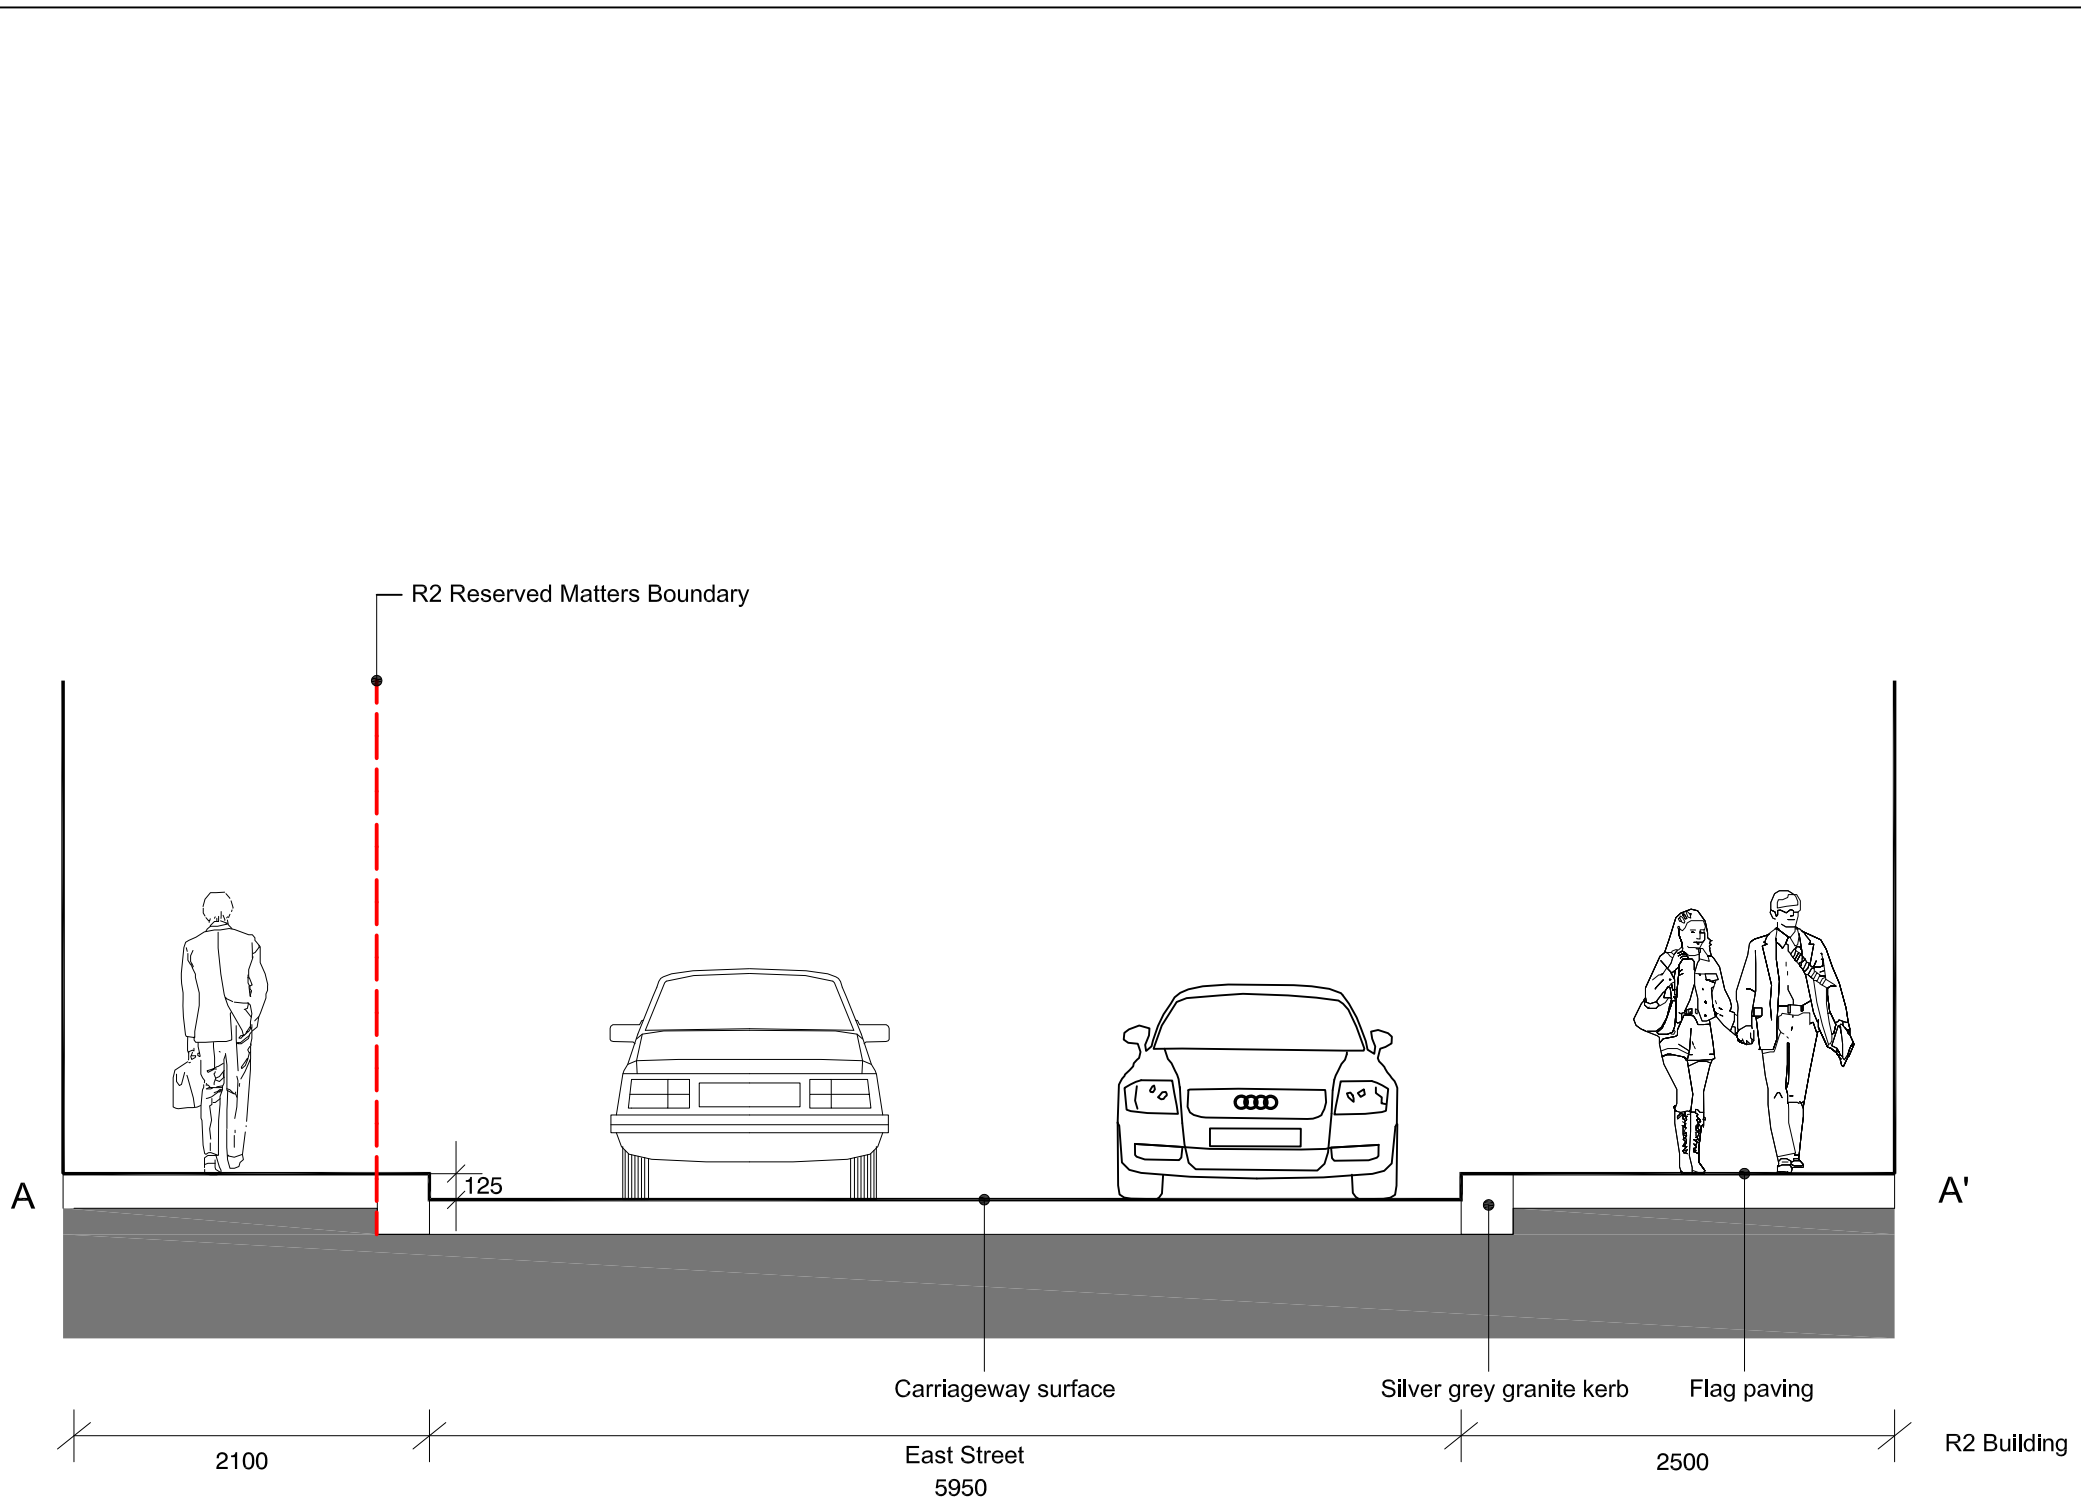 R2 Reserved Matters Boundary
125
A
A'
Carriageway surface
Silver grey granite kerb
Flag paving
2100
East Street
5950
2500
R2 Building